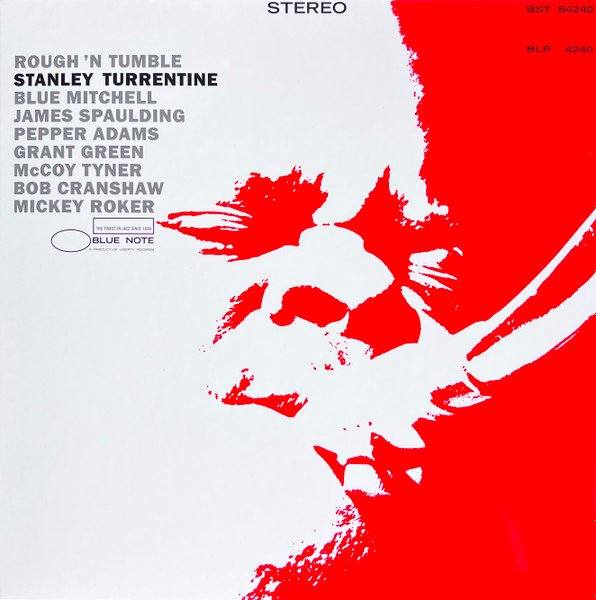 STEREO
BST 84240
BLP 4240
ROUGH 'N TUMBLE
STANLEY TURRENTINE
BLUE MITCHELL
JAMES SPAULDING
PEPPER ADAMS
GRANT GREEN
McCOY TYNER
BOB CRANSHAW
MICKEY ROKER
THE FINEST IN JAZZ SINCE 1939
BLUE NOTE
A PRODUCT OF LIBERTY RECORDS